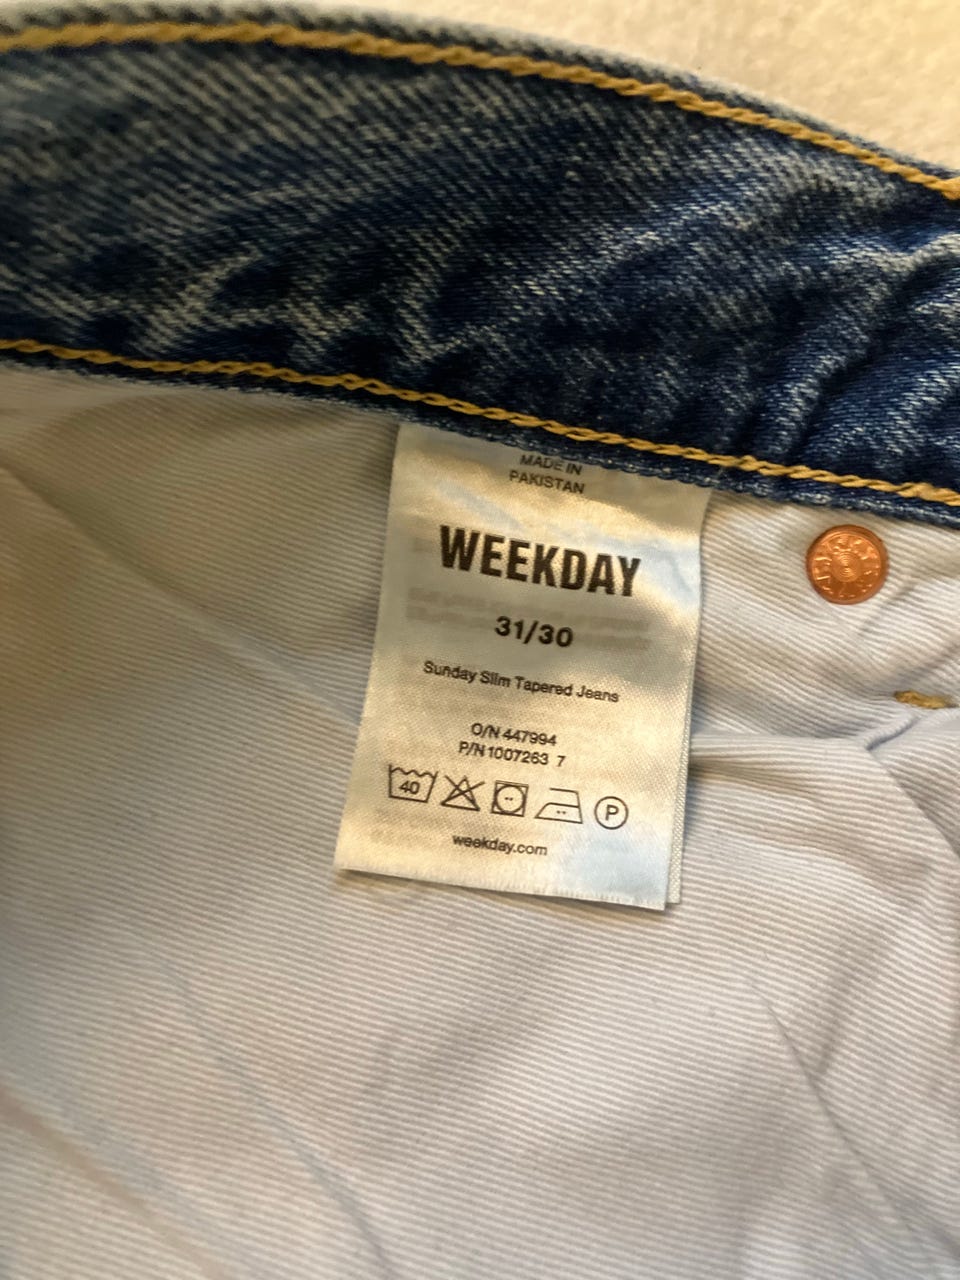 MADE IN
PAKISTAN
WEEKDAY
31/30
Sunday Slim Tapered Jeans
O/N 447994
P/N 1007263 7
40
P
weekday.com